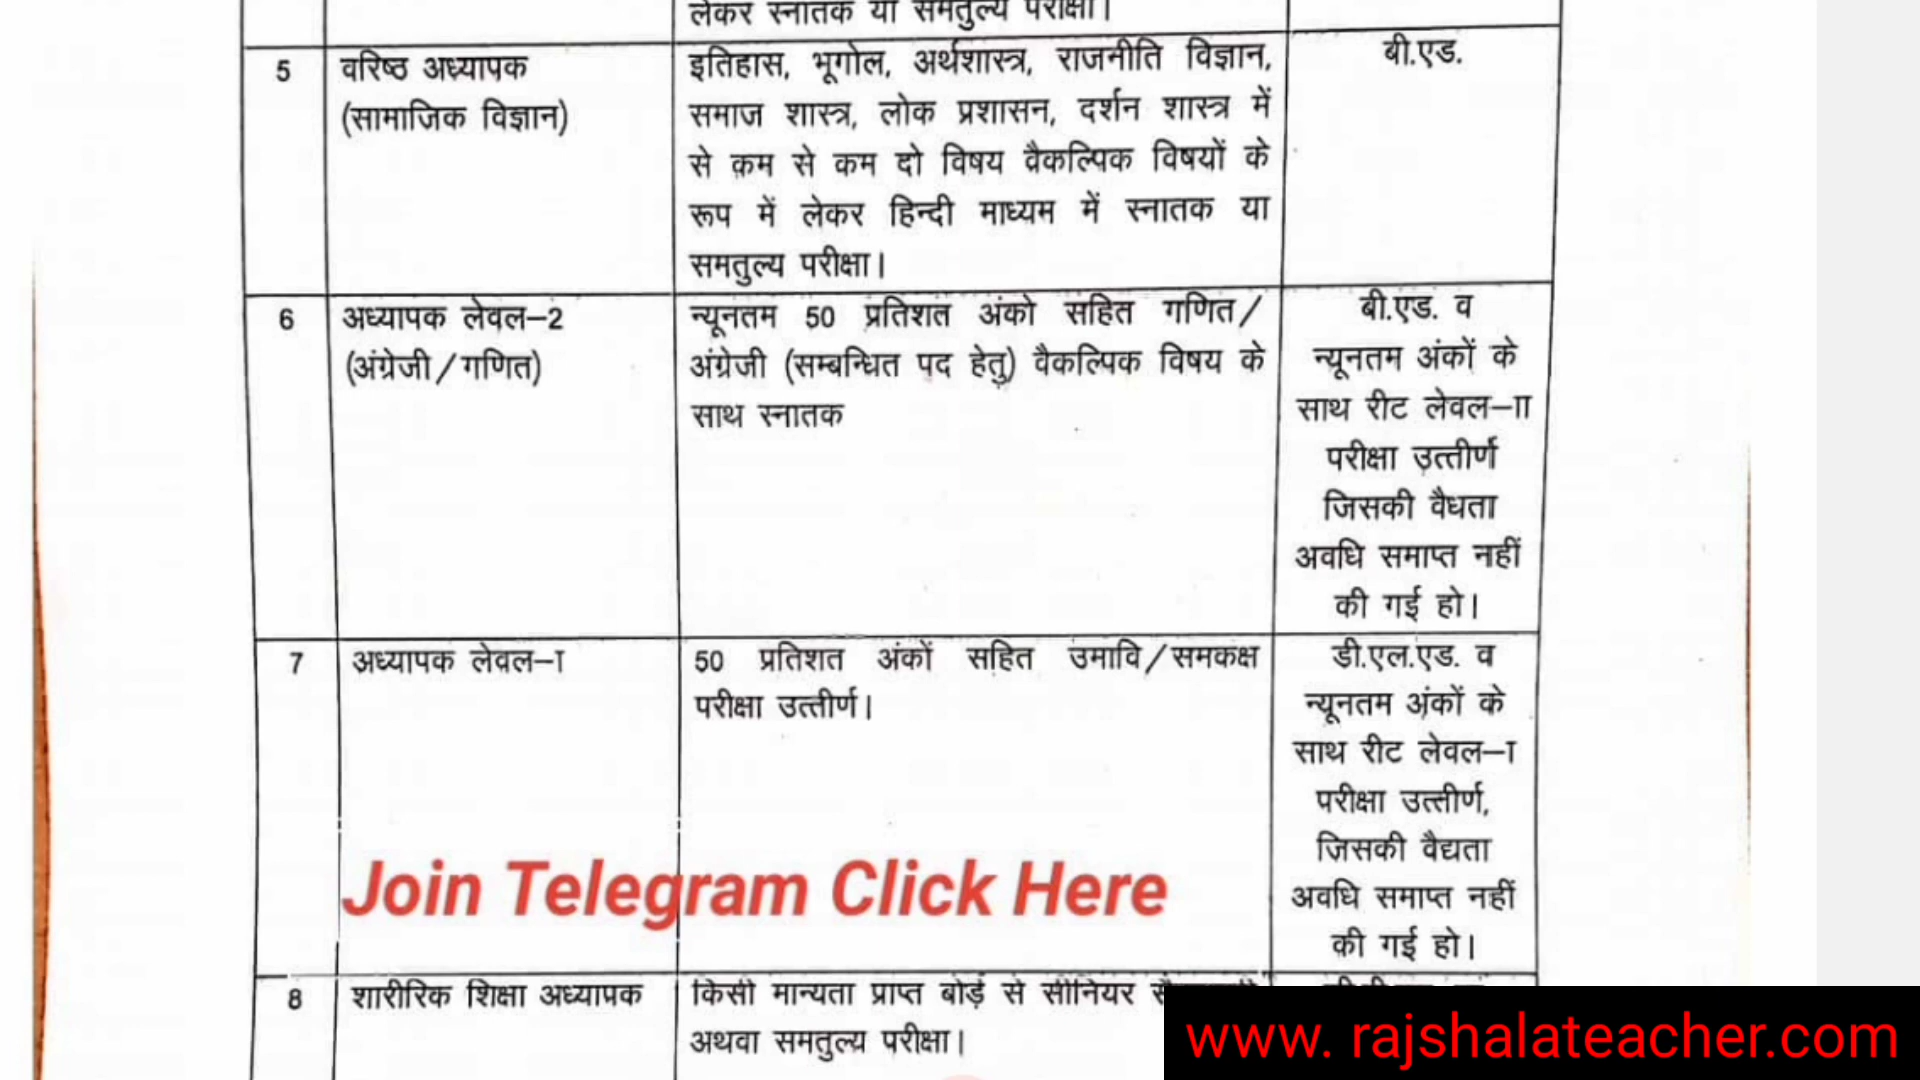 लेकर स्नातक या समतुल्य परीक्षा।
5
वरिष्ठ अध्यापक
(सामाजिक विज्ञान)
इतिहास, भूगोल, अर्थशास्त्र, राजनीति विज्ञान,
समाज शास्त्र, लोक प्रशासन, दर्शन शास्त्र में
से कम से कम दो विषय वैकल्पिक विषयों के
रूप में लेकर हिन्दी माध्यम में स्नातक या
समतुल्य परीक्षा।
बी.एड.
6
अध्यापक लेवल–2
(अंग्रेजी/गणित)
न्यूनतम 50 प्रतिशत अंको सहित गणित/
अंग्रेजी (सम्बन्धित पद हेतु) वैकल्पिक विषय के
साथ स्नातक
बी.एड. व
न्यूनतम अंकों के
साथ रीट लेवल–II
परीक्षा उत्तीर्ण
जिसकी वैधता
अवधि समाप्त नहीं
की गई हो।
7
अध्यापक लेवल–I
50 प्रतिशत अंकों सहित उमावि/समकक्ष
परीक्षा उत्तीर्ण।
डी.एल.एड. व
न्यूनतम अंकों के
साथ रीट लेवल–I
परीक्षा उत्तीर्ण,
जिसकी वैद्यता
अवधि समाप्त नहीं
की गई हो।
Join Telegram Click Here
8
शारीरिक शिक्षा अध्यापक
किसी मान्यता प्राप्त बोर्ड से सीनियर
अथवा समतुल्य परीक्षा।
www. rajshalateacher.com